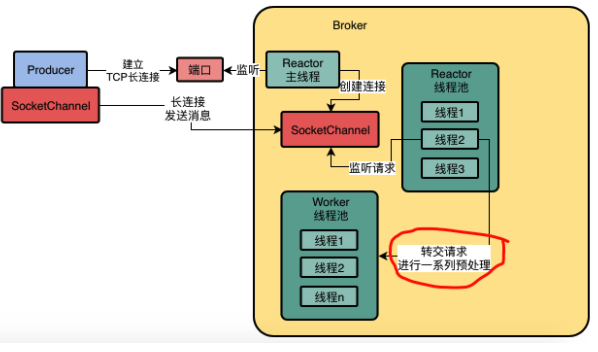 Broker
Producer
SocketChannel
建立
TCP长连接
端口
监听
Reactor
主线程
创建连接
长连接
发送消息
SocketChannel
监听请求
Reactor
线程池
线程1
线程2
线程3
Worker
线程池
线程1
线程2
线程n
转交请求
进行一系列预处理